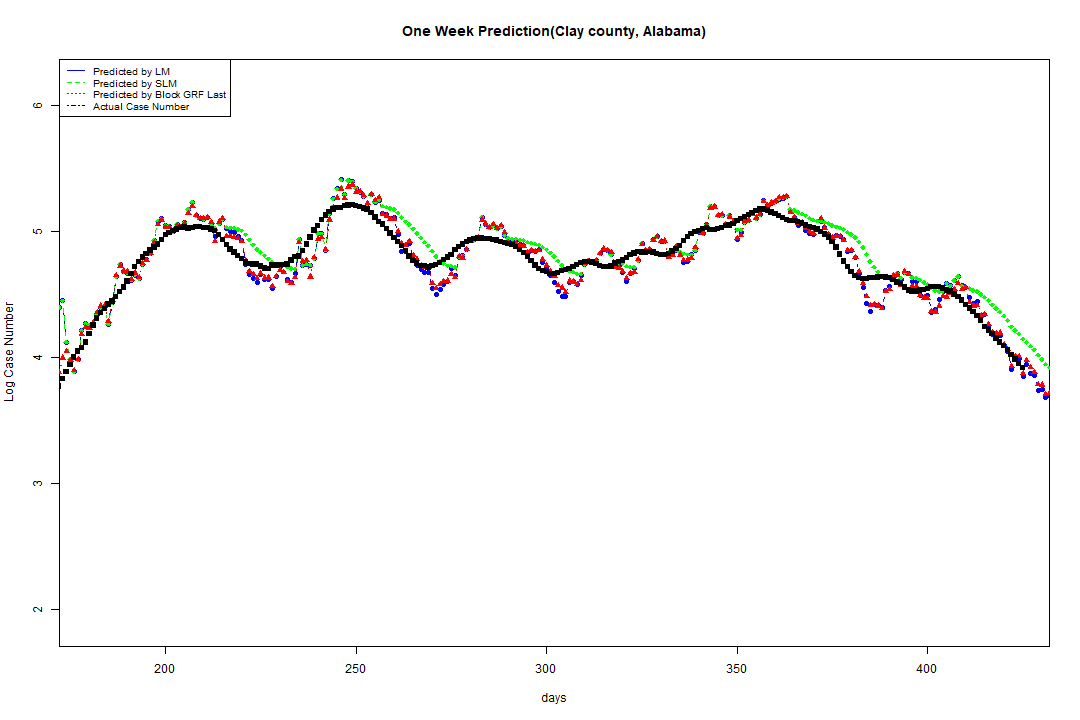 One Week Prediction(Clay county, Alabama)
Predicted by LM
Predicted by SLM
Predicted by Block GRF Last
Actual Case Number
6
5
4
3
2
Log Case Number
200
250
300
350
400
days